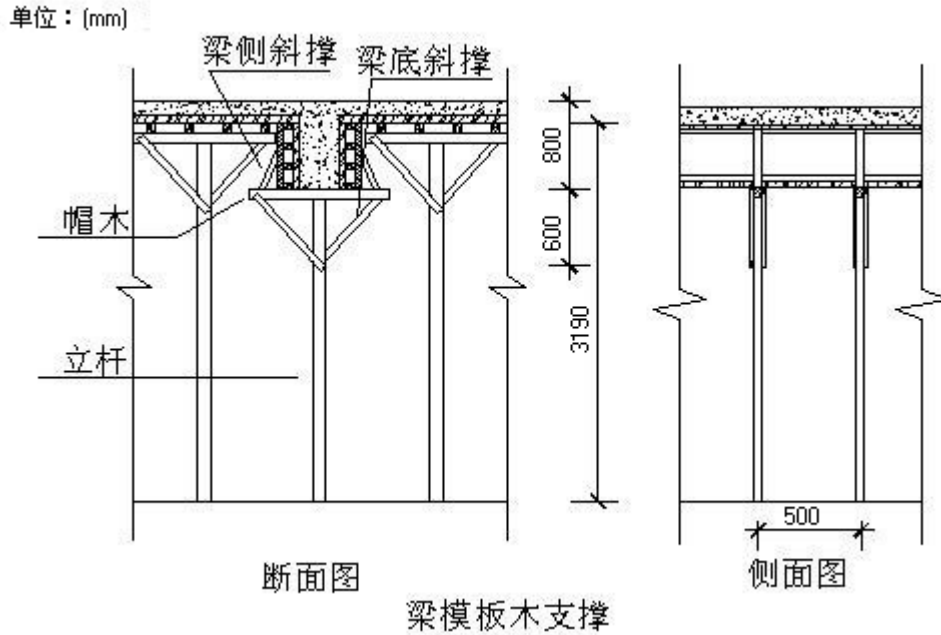 单位：(mm)
梁侧斜撑
梁底斜撑
帽木
立杆
800
600
3190
500
断面图
侧面图
梁模板木支撑